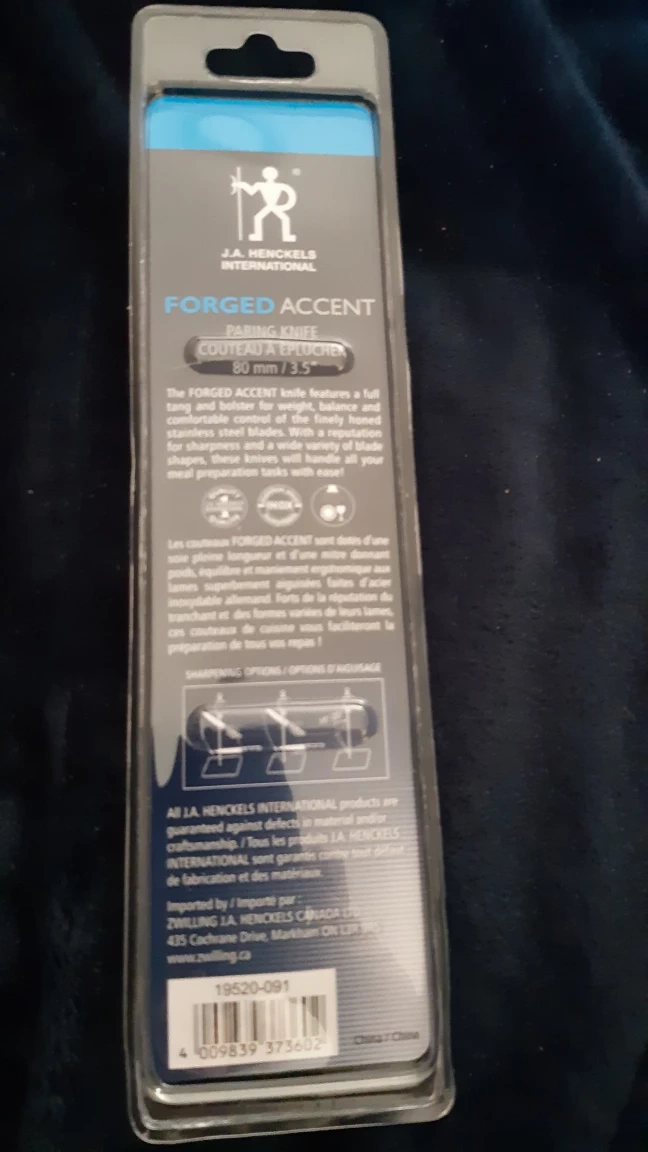 J.A. HENCKELS
INTERNATIONAL
FORGED ACCENT
PARING KNIFE
COUTEAU À ÉPLUCHER
80 mm / 3.5"
The FORGED ACCENT knife features a full
tang and bolster for weight, balance and
comfortable control of the finely honed
stainless steel blades. With a reputation
for sharpness and a wide variety of blade
shapes, these knives will handle all your
meal preparation tasks with ease!
INOX
Les couteaux FORGED ACCENT sont dotés d'une
soie pleine longueur et d'une mitre donnant
poids, équilibre et maniement ergonomique aux
lames superbement aiguisées faites d'acier
inoxydable allemand. Forts de la réputation du
tranchant et des formes variées de leurs lames,
ces couteaux de cuisine vous faciliteront la
préparation de tous vos repas !
SHARPENING OPTIONS / OPTIONS D'AIGUISAGE
All J.A. HENCKELS INTERNATIONAL products are
guaranteed against defects in material and/or
craftsmanship. / Tous les produits J.A. HENCKELS
INTERNATIONAL sont garantis contre tout défaut
de fabrication et des matériaux.
Imported by / Importé par :
ZWILLING J.A. HENCKELS CANADA LTD
435 Cochrane Drive, Markham ON
www.zwilling.ca
19520-091
4 009839 373602
China / Chine